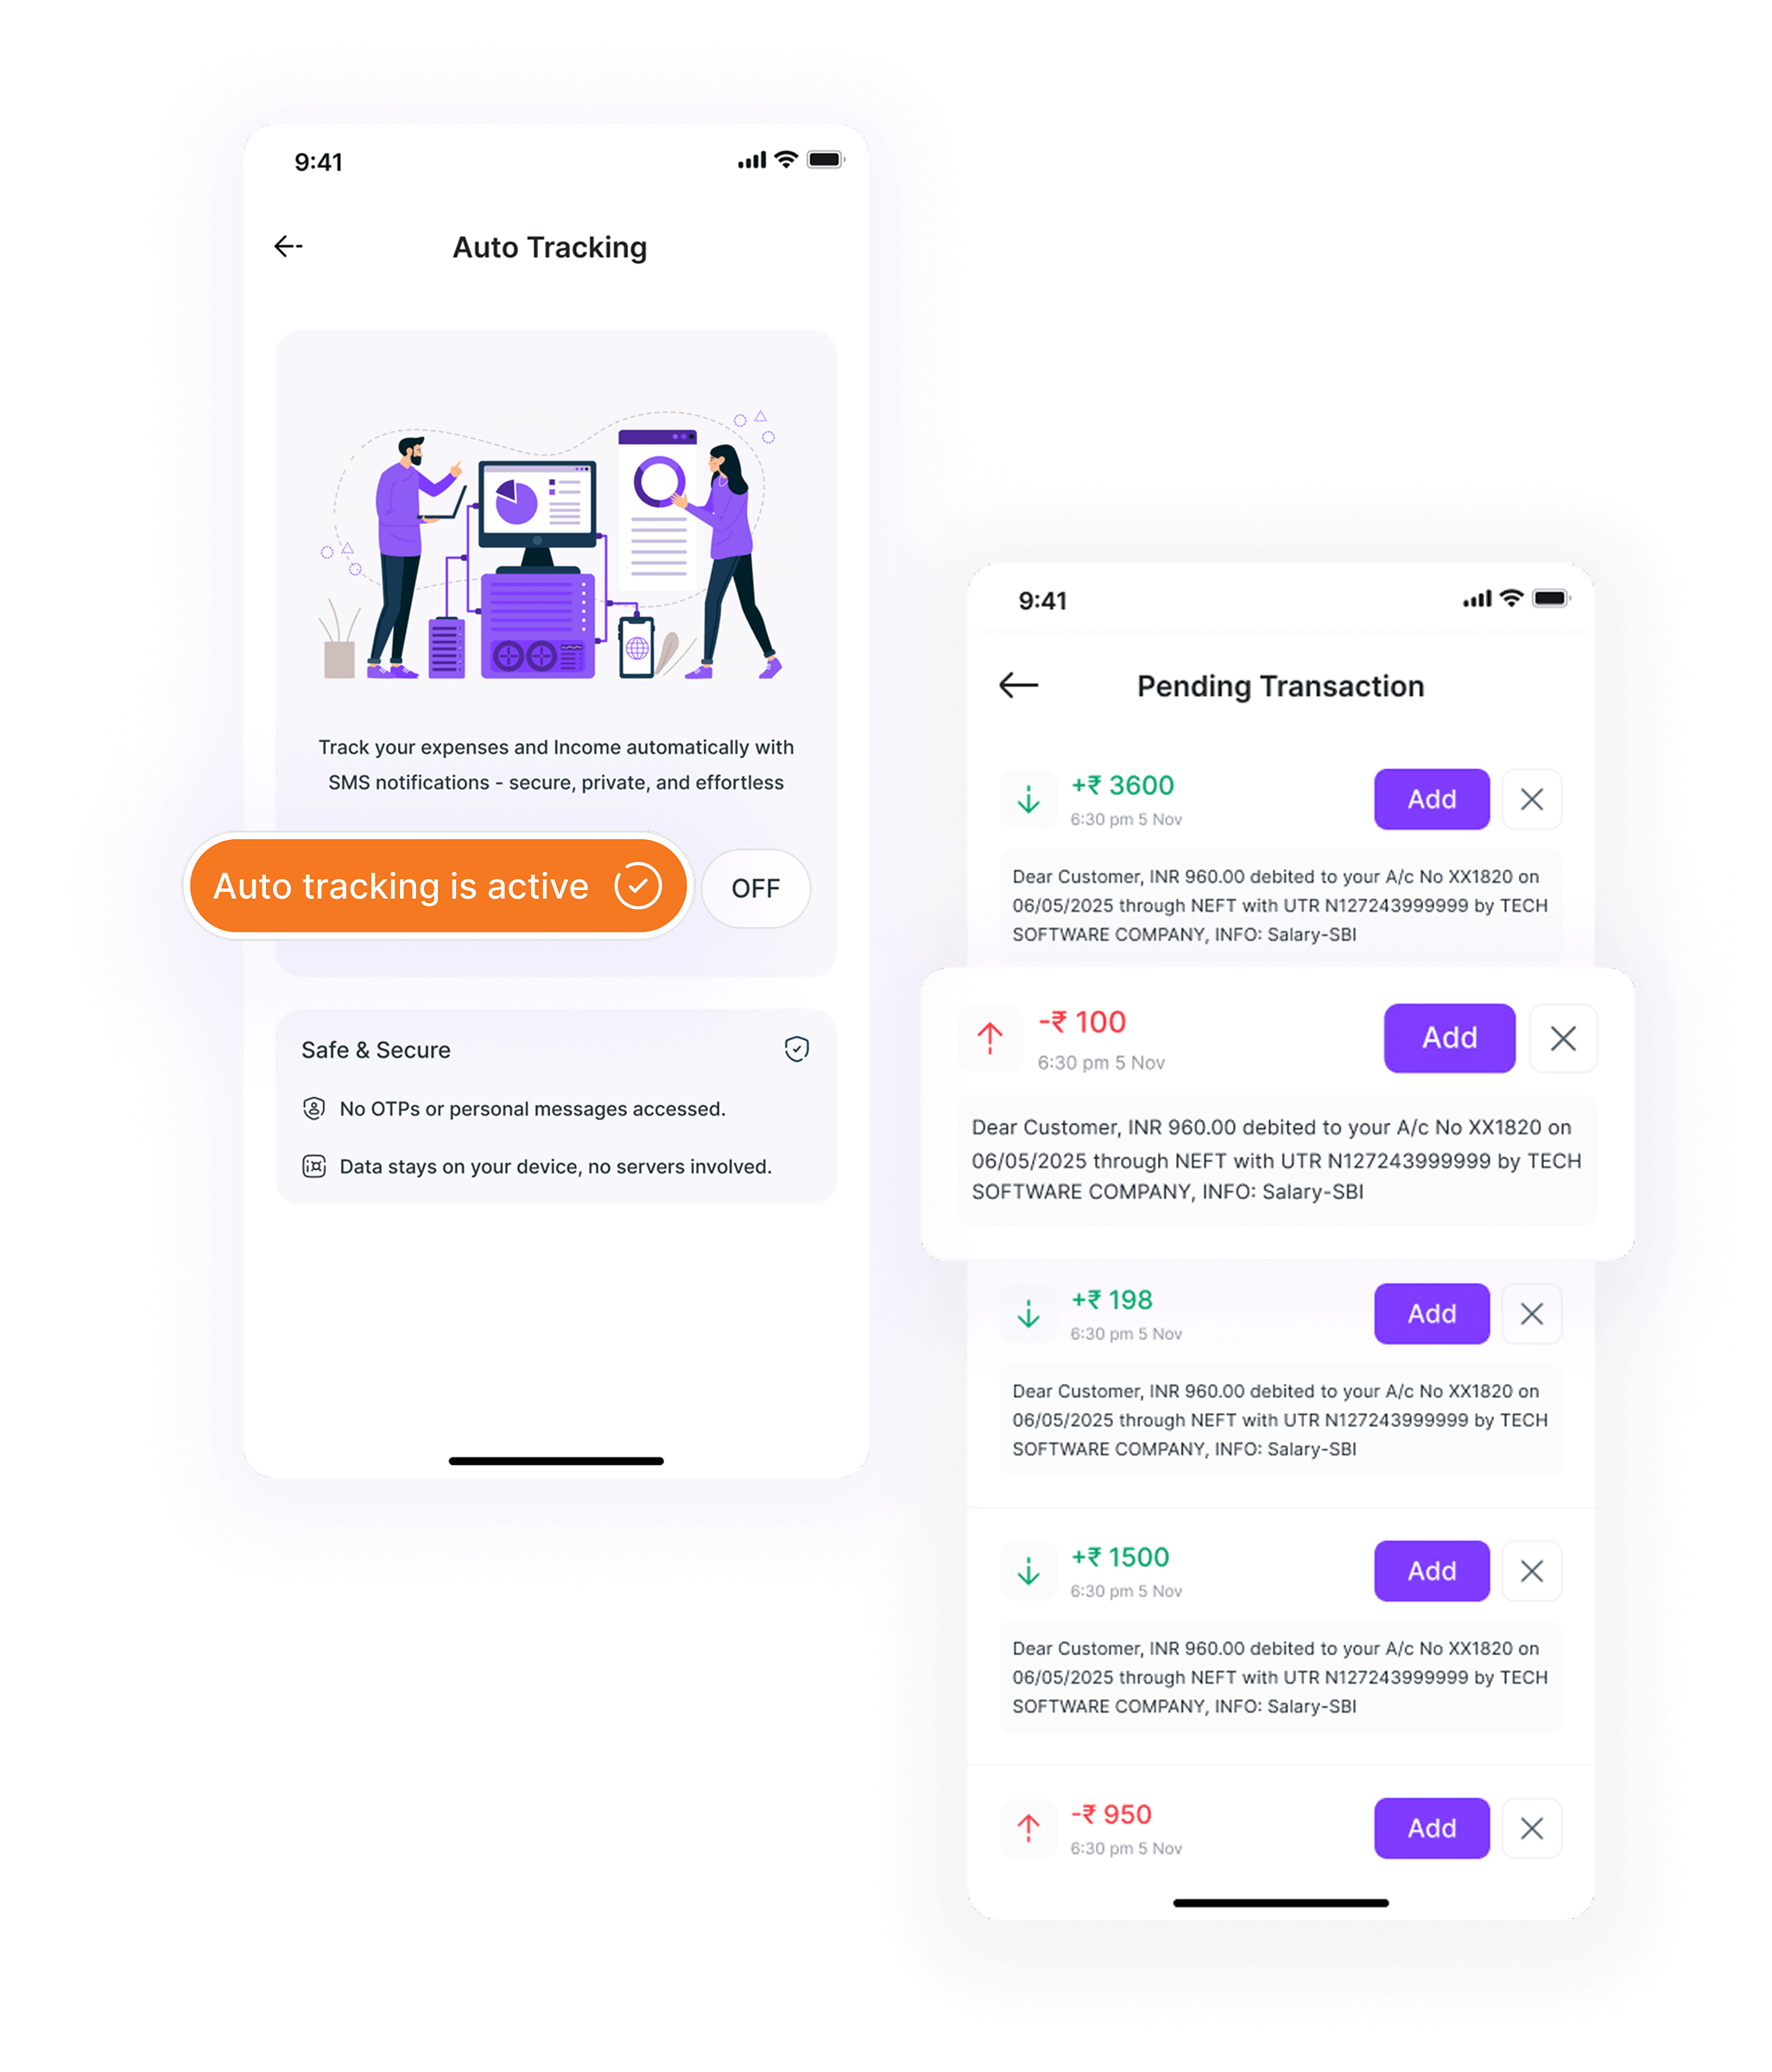 9:41
Auto Tracking
Track your expenses and Income automatically with
SMS notifications - secure, private, and effortless
Auto tracking is active
OFF
Safe & Secure
No OTPs or personal messages accessed.
Data stays on your device, no servers involved.
9:41
Pending Transaction
+₹ 3600
6:30 pm 5 Nov
Add
Dear Customer, INR 960.00 debited to your A/c No XX1820 on
06/05/2025 through NEFT with UTR N127243999999 by TECH
SOFTWARE COMPANY, INFO: Salary-SBI
-₹ 100
6:30 pm 5 Nov
Add
Dear Customer, INR 960.00 debited to your A/c No XX1820 on
06/05/2025 through NEFT with UTR N127243999999 by TECH
SOFTWARE COMPANY, INFO: Salary-SBI
+₹ 198
6:30 pm 5 Nov
Add
Dear Customer, INR 960.00 debited to your A/c No XX1820 on
06/05/2025 through NEFT with UTR N127243999999 by TECH
SOFTWARE COMPANY, INFO: Salary-SBI
+₹ 1500
6:30 pm 5 Nov
Add
Dear Customer, INR 960.00 debited to your A/c No XX1820 on
06/05/2025 through NEFT with UTR N127243999999 by TECH
SOFTWARE COMPANY, INFO: Salary-SBI
-₹ 950
6:30 pm 5 Nov
Add